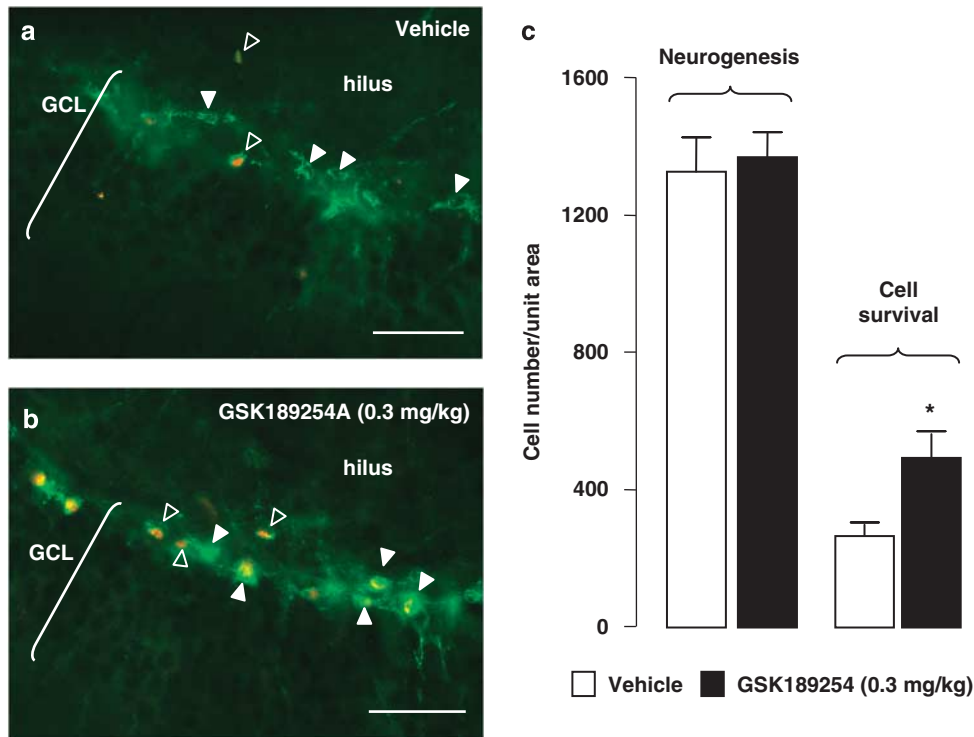 a
Vehicle
hilus
GCL
b
GSK189254A (0.3 mg/kg)
hilus
GCL
c
Neurogenesis
1600
1200
800
400
0
Cell number/unit area
Cell
survival
*
Vehicle
GSK189254 (0.3 mg/kg)